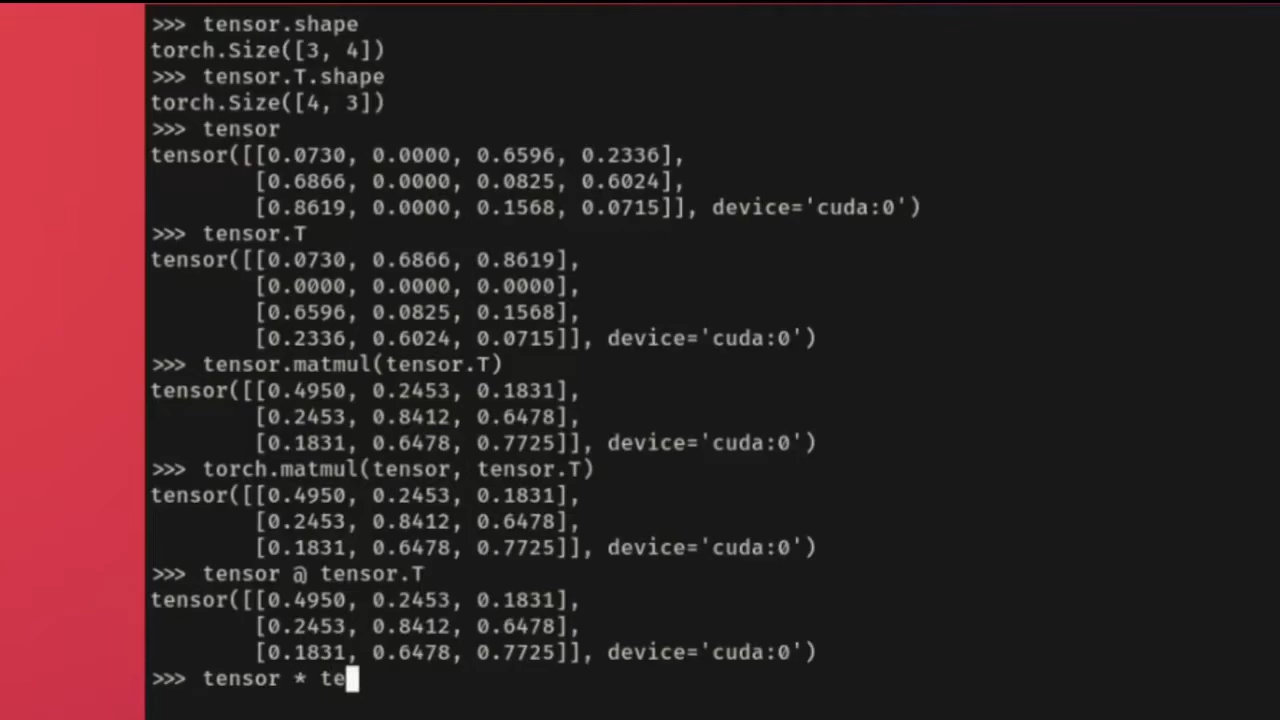 >>> tensor.shape
torch.Size([3, 4])
>>> tensor.T.shape
torch.Size([4, 3])
>>> tensor
tensor([[0.0730, 0.0000, 0.6596, 0.2336],
        [0.6866, 0.0000, 0.0825, 0.6024],
        [0.8619, 0.0000, 0.1568, 0.0715]], device='cuda:0')
>>> tensor.T
tensor([[0.0730, 0.6866, 0.8619],
        [0.0000, 0.0000, 0.0000],
        [0.6596, 0.0825, 0.1568],
        [0.2336, 0.6024, 0.0715]], device='cuda:0')
>>> tensor.matmul(tensor.T)
tensor([[0.4950, 0.2453, 0.1831],
        [0.2453, 0.8412, 0.6478],
        [0.1831, 0.6478, 0.7725]], device='cuda:0')
>>> torch.matmul(tensor, tensor.T)
tensor([[0.4950, 0.2453, 0.1831],
        [0.2453, 0.8412, 0.6478],
        [0.1831, 0.6478, 0.7725]], device='cuda:0')
>>> tensor @ tensor.T
tensor([[0.4950, 0.2453, 0.1831],
        [0.2453, 0.8412, 0.6478],
        [0.1831, 0.6478, 0.7725]], device='cuda:0')
>>> tensor * te